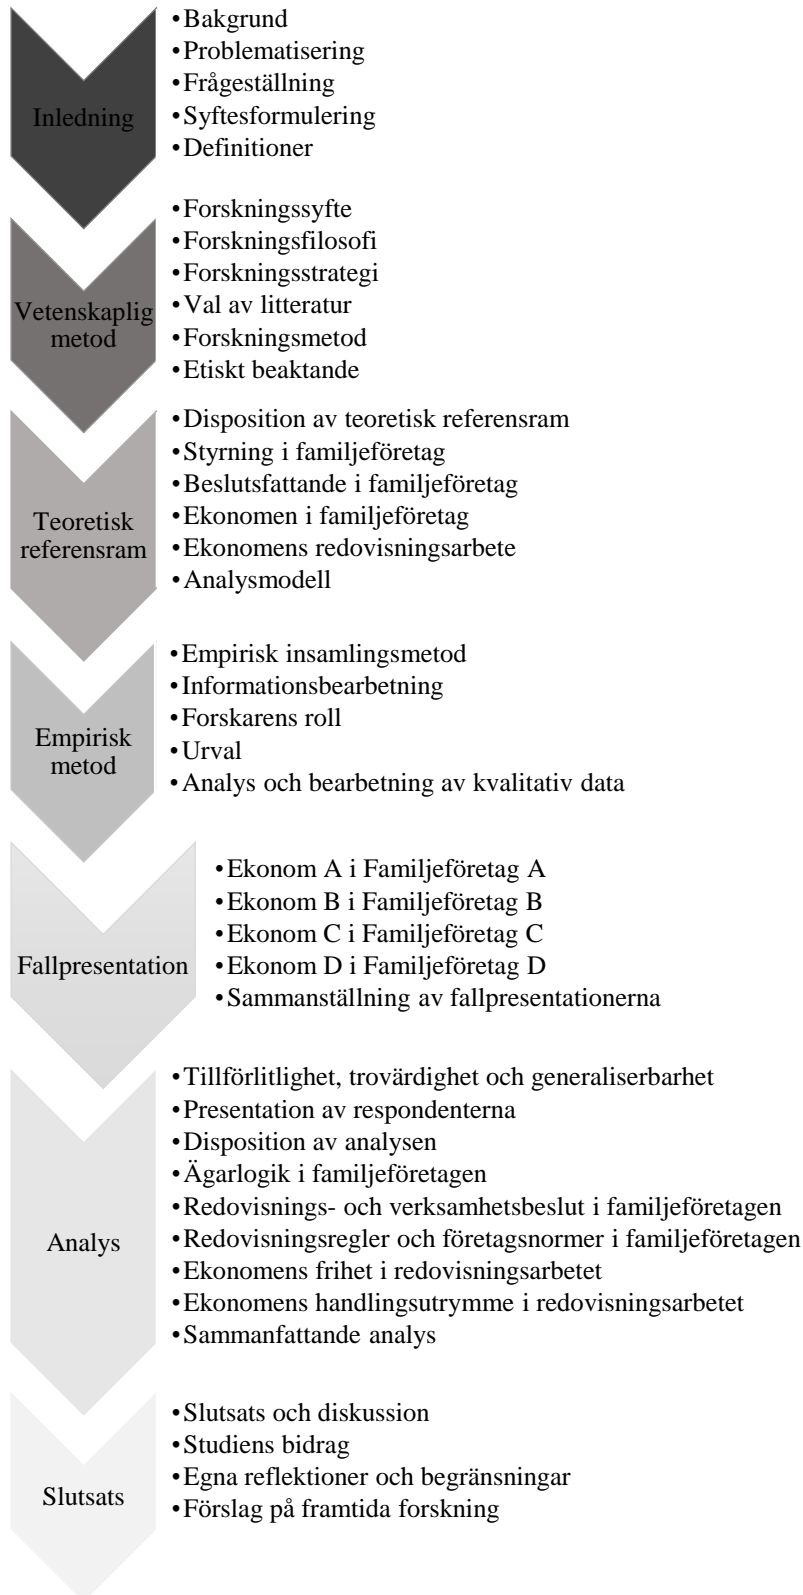 Inledning
•Bakgrund
•Problematisering
•Frågeställning
•Syftesformulering
•Definitioner
Vetenskaplig
metod
•Forskningssyfte
•Forskningsfilosofi
•Forskningsstrategi
•Val av litteratur
•Forskningsmetod
•Etiskt beaktande
Teoretisk
referensram
•Disposition av teoretisk referensram
•Styrning i familjeföretag
•Beslutsfattande i familjeföretag
•Ekonomen i familjeföretag
•Ekonomens redovisningsarbete
•Analysmodell
Empirisk
metod
•Empirisk insamlingsmetod
•Informationsbearbetning
•Forskarens roll
•Urval
•Analys och bearbetning av kvalitativ data
Fallpresentation
•Ekonom A i Familjeföretag A
•Ekonom B i Familjeföretag B
•Ekonom C i Familjeföretag C
•Ekonom D i Familjeföretag D
•Sammanställning av fallpresentationerna
Analys
•Tillförlitlighet, trovärdighet och generaliserbarhet
•Presentation av respondenterna
•Disposition av analysen
•Ägarlogik i familjeföretagen
•Redovisnings- och verksamhetsbeslut i familjeföretagen
•Redovisningsregler och företagsnormer i familjeföretagen
•Ekonomens frihet i redovisningsarbetet
•Ekonomens handlingsutrymme i redovisningsarbetet
•Sammanfattande analys
Slutsats
•Slutsats och diskussion
•Studiens bidrag
•Egna reflektioner och begränsningar
•Förslag på framtida forskning